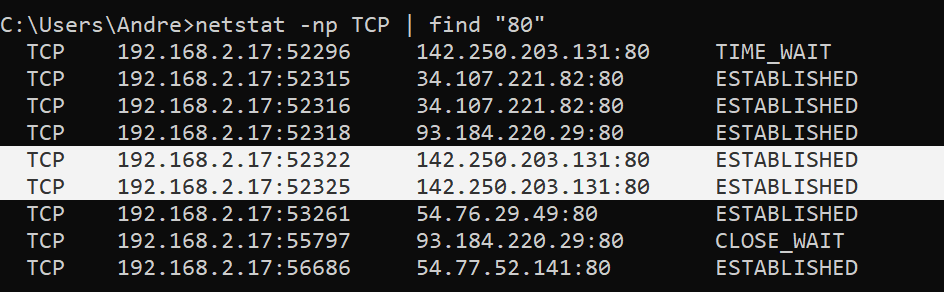 C:\Users\Andre>netstat -np TCP | find "80"
TCP 192.168.2.17:52296 142.250.203.131:80 TIME_WAIT
TCP 192.168.2.17:52315 34.107.221.82:80 ESTABLISHED
TCP 192.168.2.17:52316 34.107.221.82:80 ESTABLISHED
TCP 192.168.2.17:52318 93.184.220.29:80 ESTABLISHED
TCP 192.168.2.17:52322 142.250.203.131:80 ESTABLISHED
TCP 192.168.2.17:52325 142.250.203.131:80 ESTABLISHED
TCP 192.168.2.17:53261 54.76.29.49:80 ESTABLISHED
TCP 192.168.2.17:55797 93.184.220.29:80 CLOSE_WAIT
TCP 192.168.2.17:56686 54.77.52.141:80 ESTABLISHED